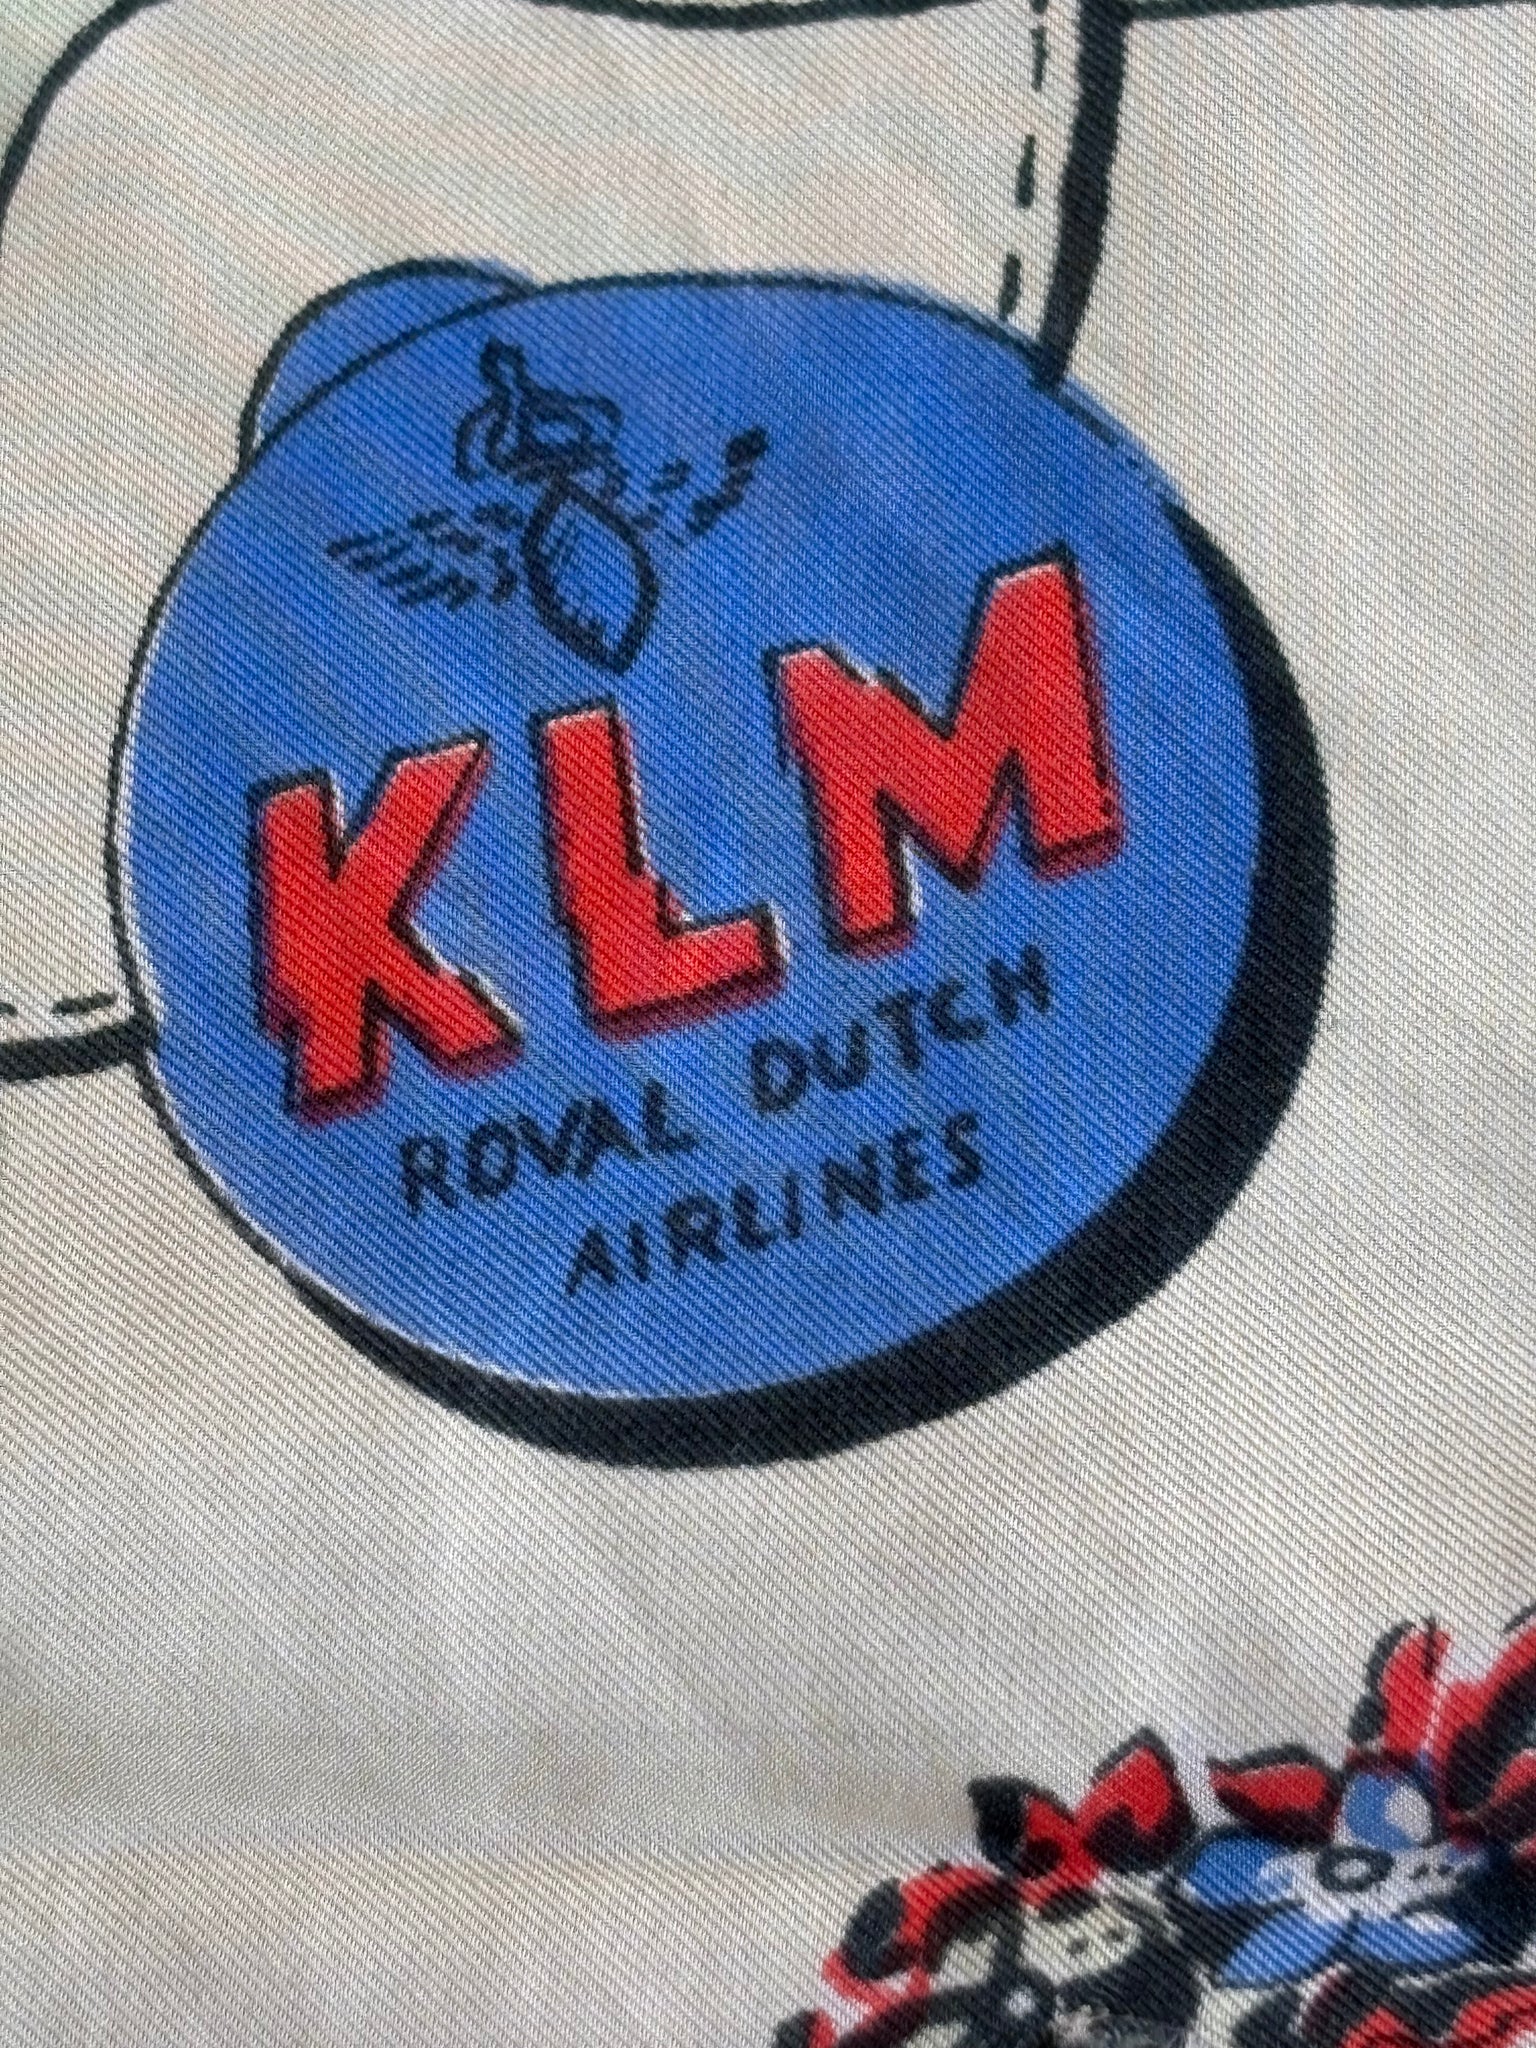 KLM
ROYAL DUTCH
AIRLINES